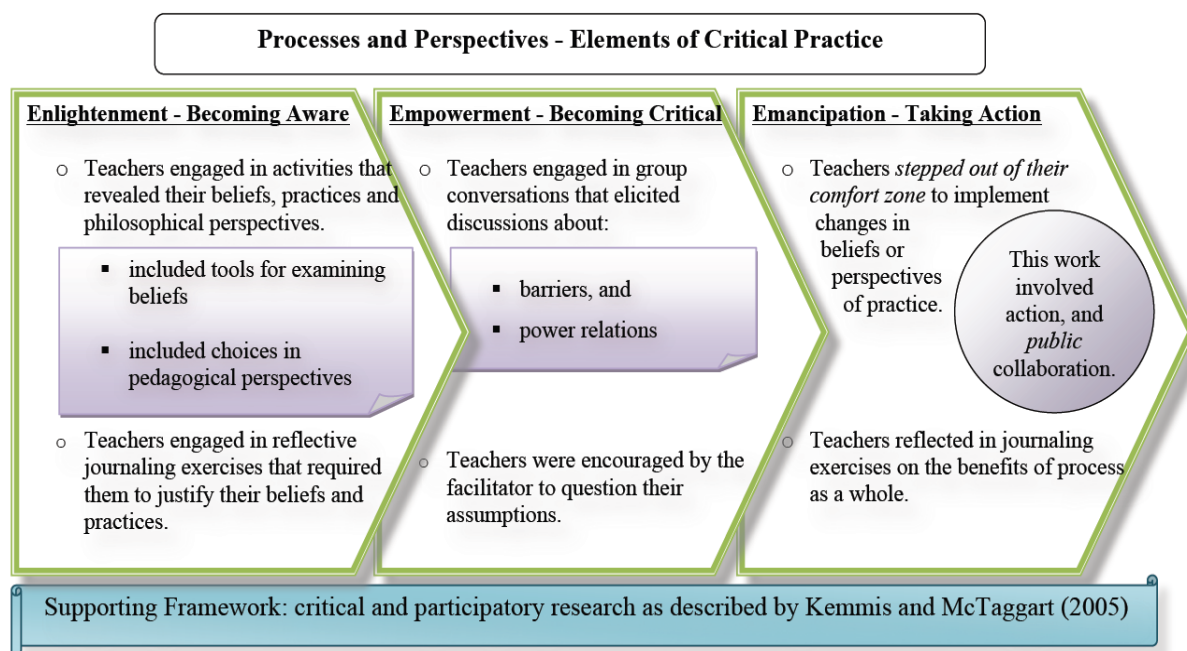 Processes and Perspectives - Elements of Critical Practice
Enlightenment - Becoming Aware
○ Teachers engaged in activities that
revealed their beliefs, practices and
philosophical perspectives.
▪ included tools for examining
beliefs
▪ included choices in
pedagogical perspectives
○ Teachers engaged in reflective
journaling exercises that required
them to justify their beliefs and
practices.
Empowerment - Becoming Critical
○ Teachers engaged in group
conversations that elicited
discussions about:
▪ barriers, and
▪ power relations
○ Teachers were encouraged by the
facilitator to question their
assumptions.
Emancipation - Taking Action
○ Teachers stepped out of their
comfort zone to implement
changes in
beliefs or
perspectives
of practice.
This work
involved
action, and
public
collaboration.
○ Teachers reflected in journaling
exercises on the benefits of process
as a whole.
Supporting Framework: critical and participatory research as described by Kemmis and McTaggart (2005)